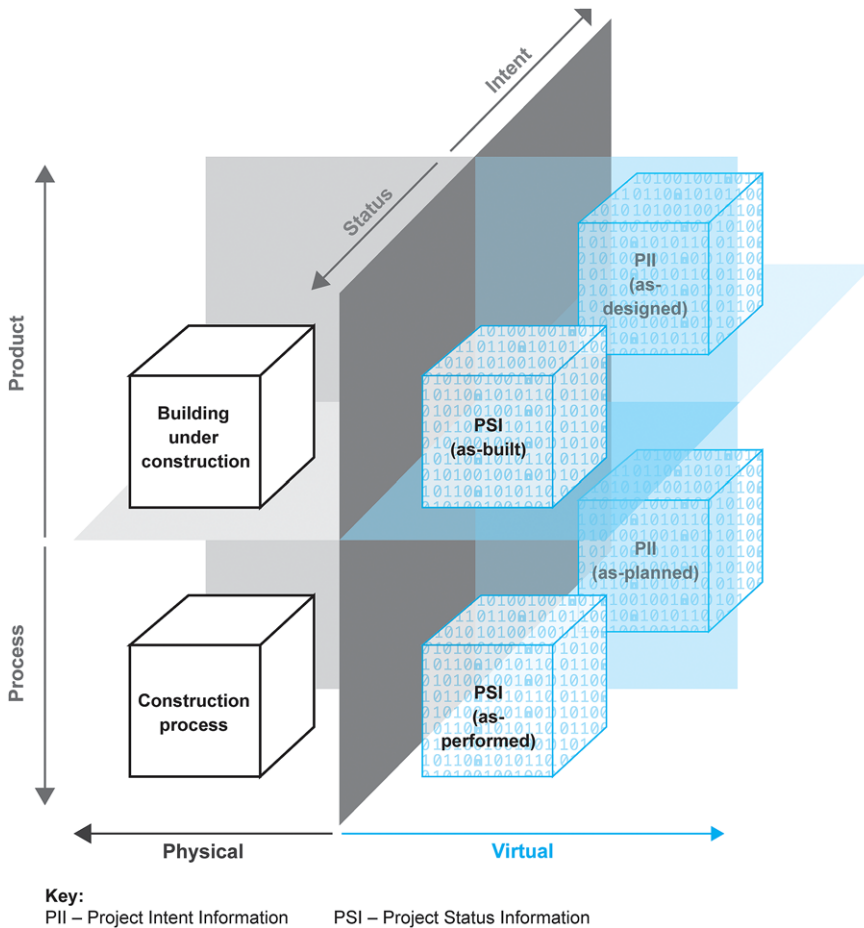 Intent
Status
Product
PII
(as-
designed)
Building
under
construction
PSI
(as-built)
PII
(as-planned)
Process
Construction
process
PSI
(as-
performed)
Physical
Virtual
Key:
PII – Project Intent Information PSI – Project Status Information